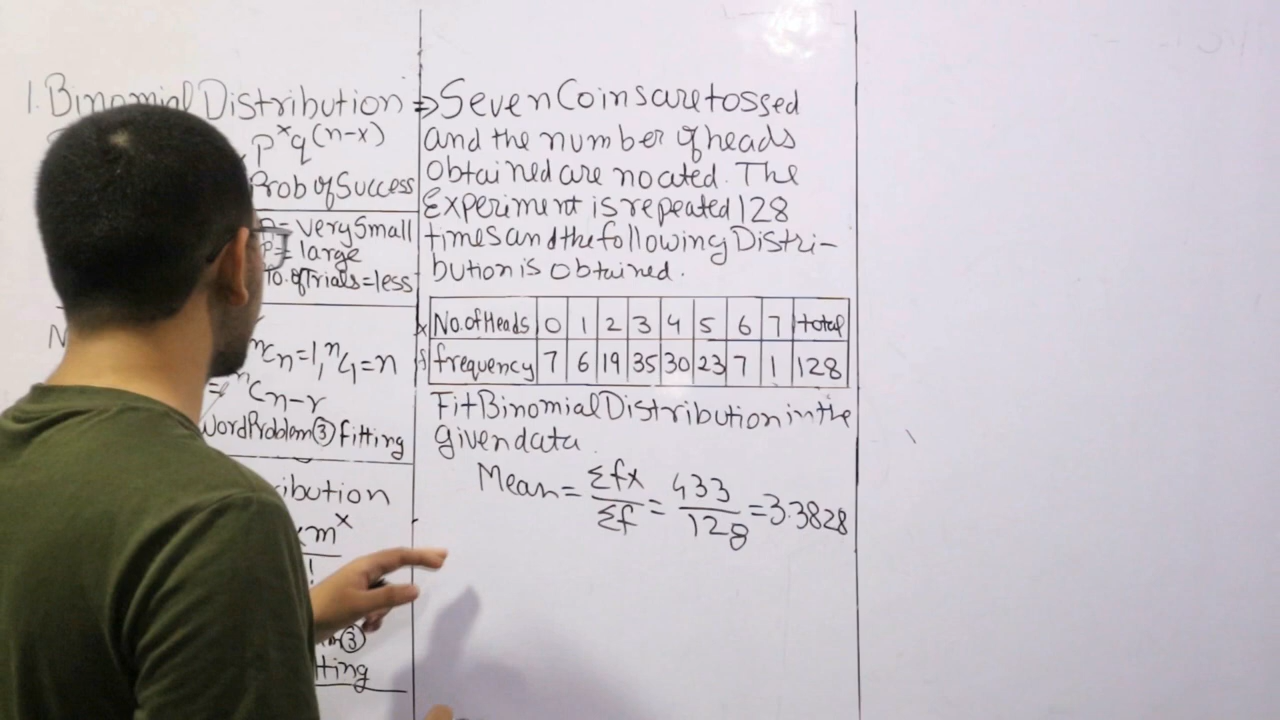 1. Binomial Distribution
p^x q^(n-x)
Prob of Success
n = very Small
p = large
No. of Trials = less
N
nCn = 1, nC1 = n
= nCn-r
Word Problem ③ fitting
ibution
m^x
!
③
tting
⇒ Seven Coins are tossed
and the number of heads
obtained are noated. The
Experiment is repeated 128
times and the following Distri-
bution is obtained.
x No. of Heads 0 1 2 3 4 5 6 7 total
f frequency 7 6 19 35 30 23 7 1 128
Fit Binomial Distribution in the
given data.
Mean = Σfx / Σf = 433 / 128 = 3.3828